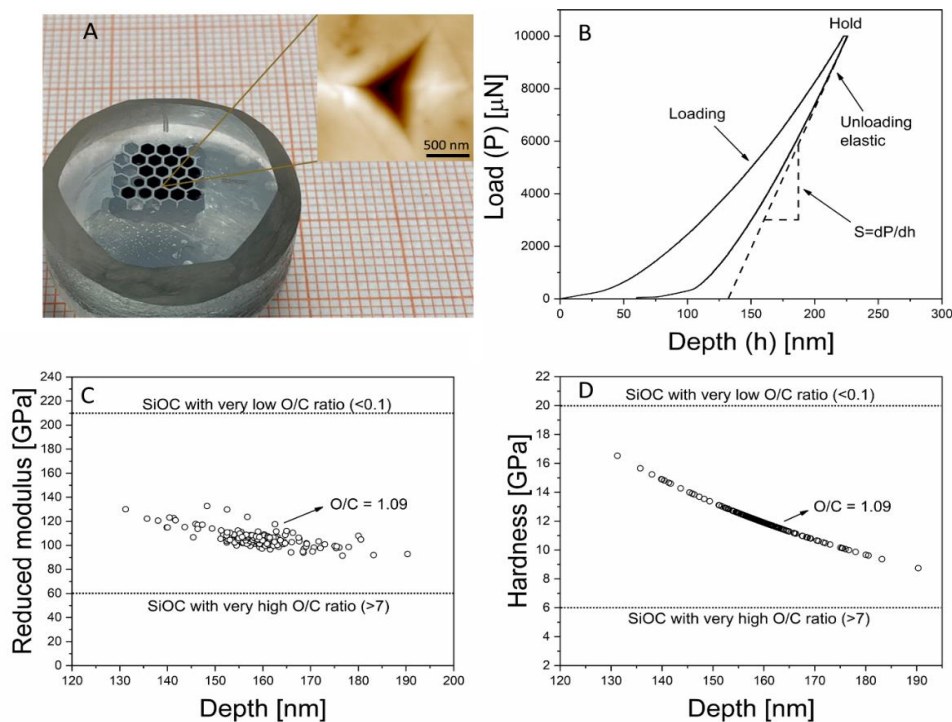 A
500 nm
B
Load (P) [µN]
10000
8000
6000
4000
2000
0
Hold
Loading
Unloading
elastic
S=dP/dh
0 50 100 150 200 250 300
Depth (h) [nm]
C
Reduced modulus [GPa]
240
220
200
180
160
140
120
100
80
60
40
20
0
SiOC with very low O/C ratio (<0.1)
O/C = 1.09
SiOC with very high O/C ratio (>7)
120 130 140 150 160 170 180 190 200
Depth [nm]
D
Hardness [GPa]
22
20
18
16
14
12
10
8
6
4
2
SiOC with very low O/C ratio (<0.1)
O/C = 1.09
SiOC with very high O/C ratio (>7)
120 130 140 150 160 170 180 190
Depth [nm]